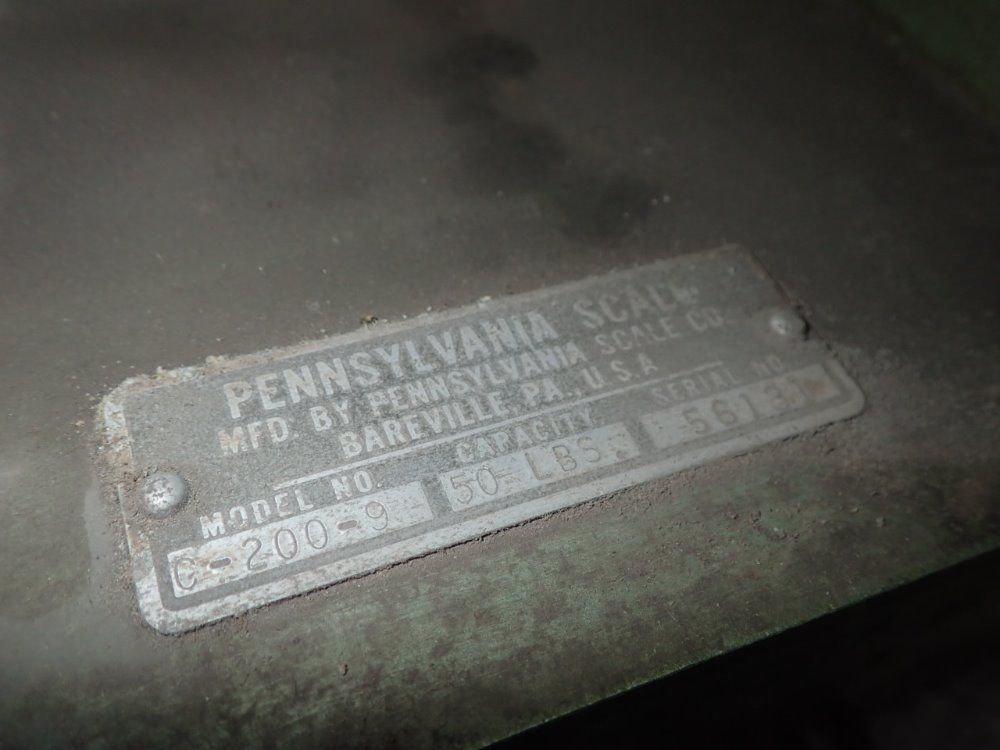 PENNSYLVANIA SCALE
MFD. BY PENNSYLVANIA SCALE CO.
BAREVILLE, PA., U.S.A
MODEL NO. CAPACITY SERIAL NO.
C-200-9 50-LBS.